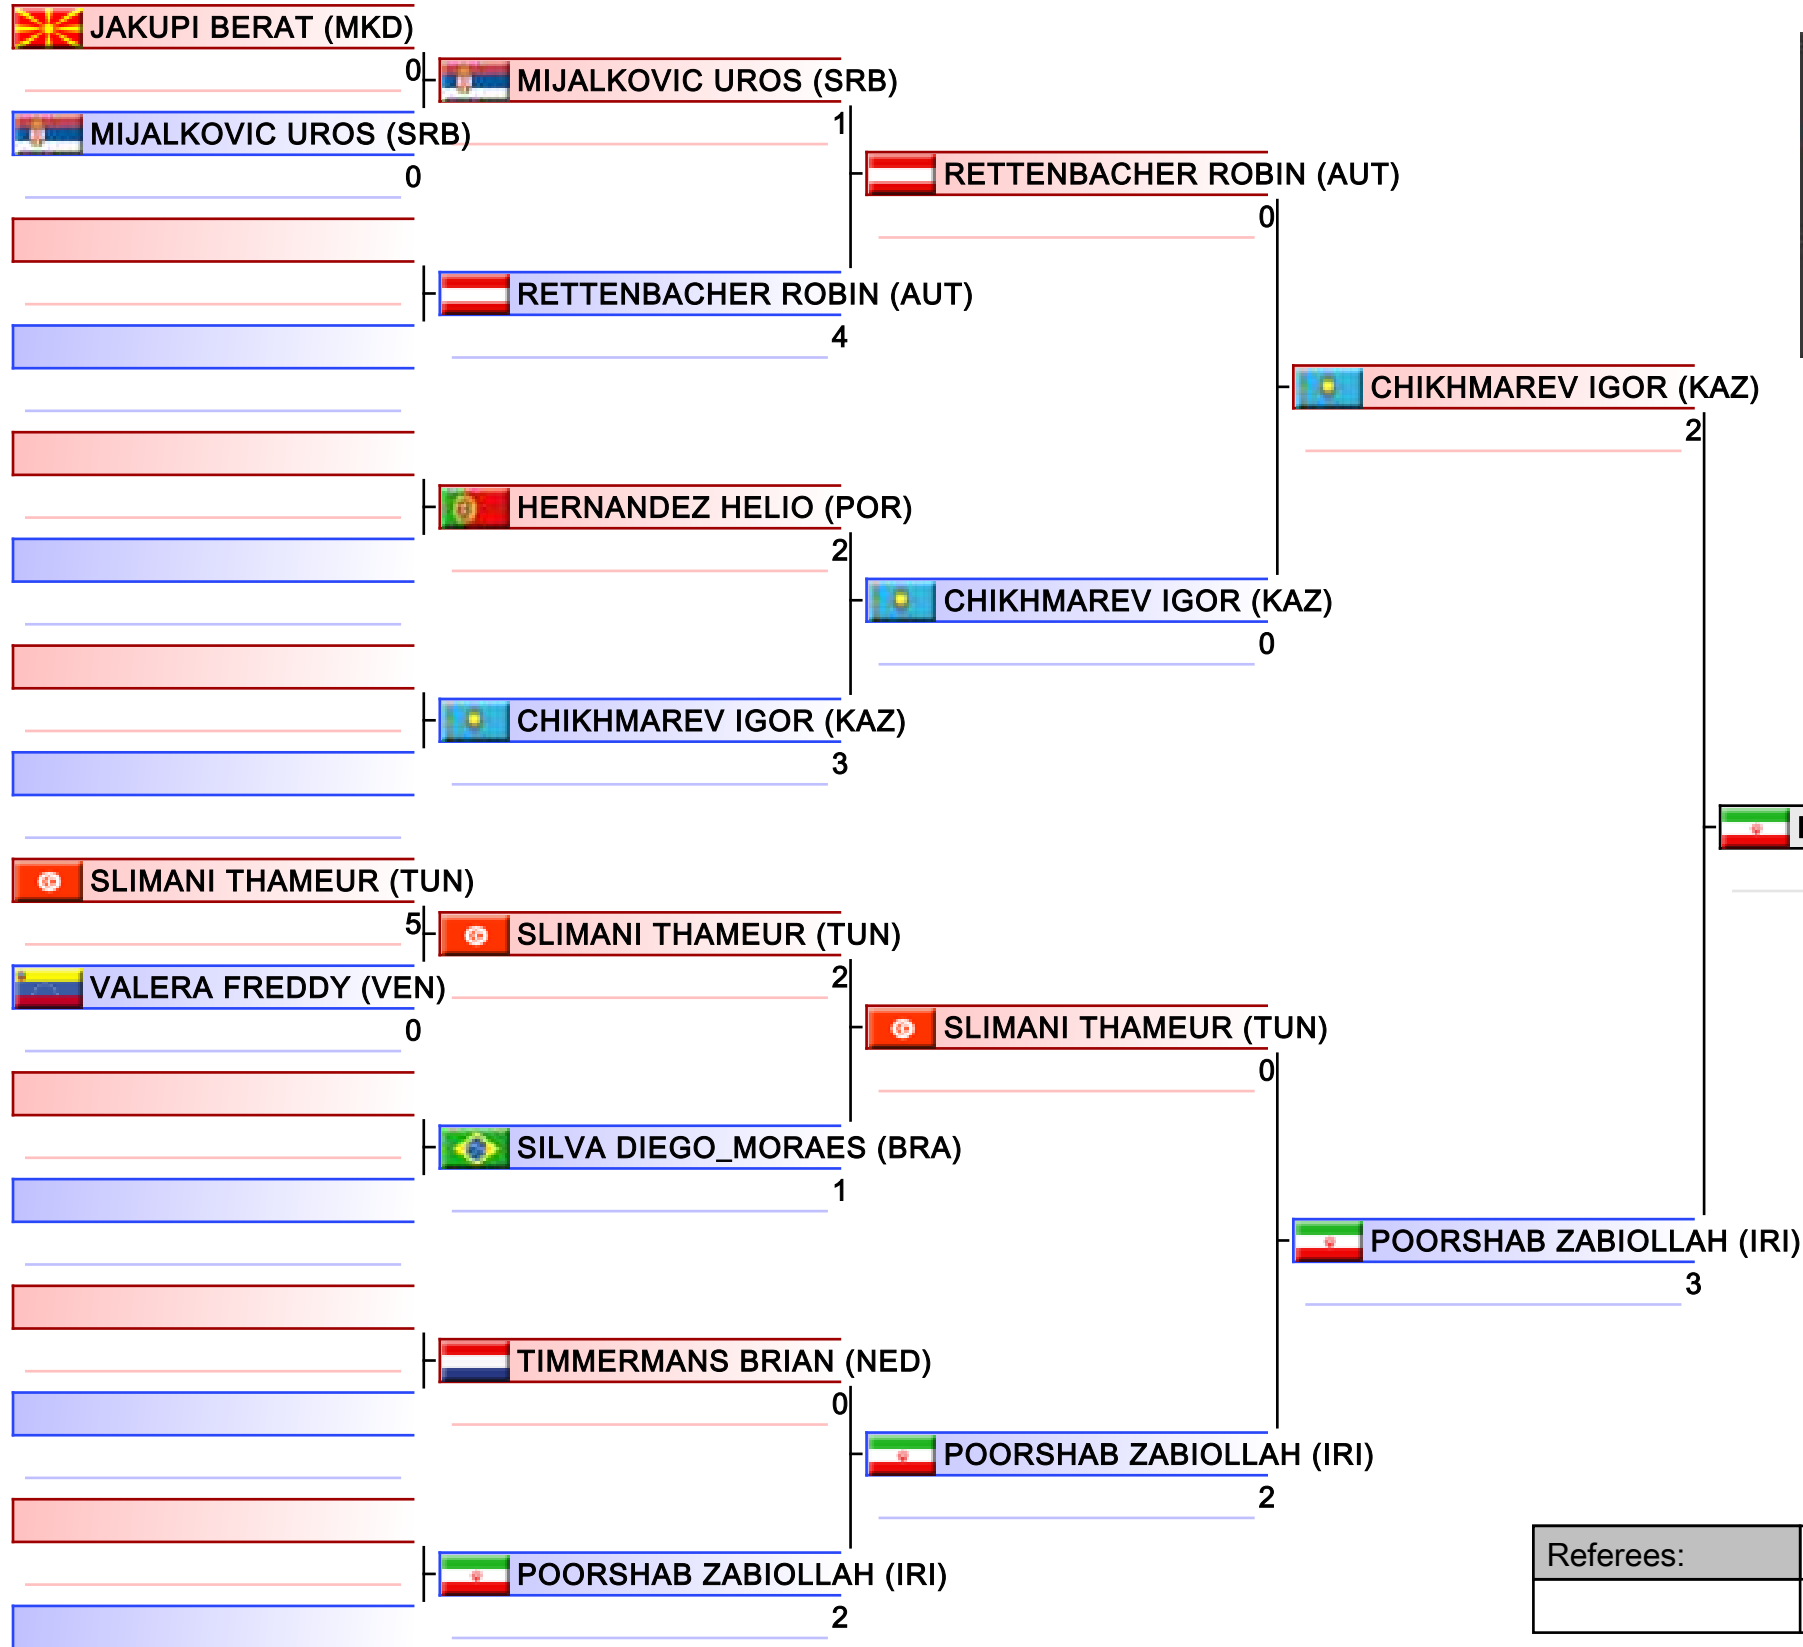 JAKUPI BERAT (MKD)
0
MIJALKOVIC UROS (SRB)
MIJALKOVIC UROS (SRB)
1
0
RETTENBACHER ROBIN (AUT)
0
RETTENBACHER ROBIN (AUT)
4
CHIKHMAREV IGOR (KAZ)
2
HERNANDEZ HELIO (POR)
2
CHIKHMAREV IGOR (KAZ)
0
CHIKHMAREV IGOR (KAZ)
3
SLIMANI THAMEUR (TUN)
5
SLIMANI THAMEUR (TUN)
2
VALERA FREDDY (VEN)
0
SLIMANI THAMEUR (TUN)
0
SILVA DIEGO_MORAES (BRA)
1
POORSHAB ZABIOLLAH (IRI)
3
TIMMERMANS BRIAN (NED)
0
POORSHAB ZABIOLLAH (IRI)
2
POORSHAB ZABIOLLAH (IRI)
2
Referees: